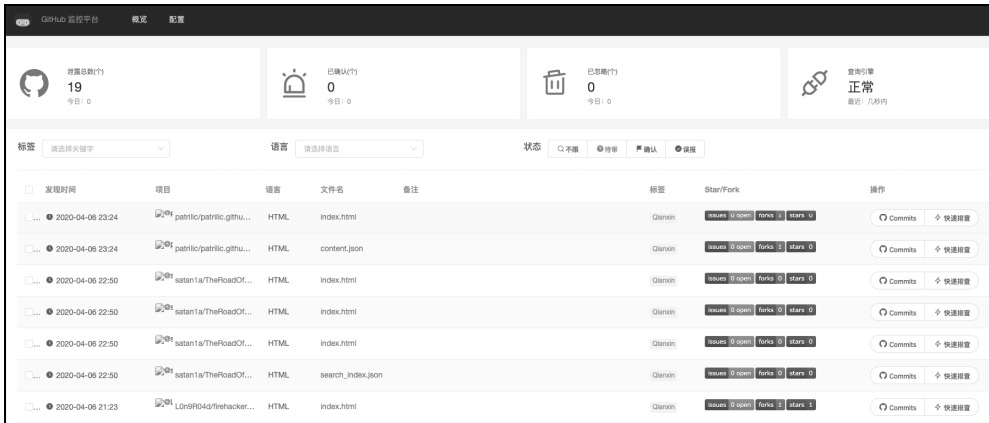 GitHub 监控平台 概览 配置
泄露总数(个) 已确认(个) 已忽略(个) 查询引擎
19 0 0 正常
今日: 0 今日: 0 今日: 0 最近: 几秒内
标签 请选择关键字 语言 请选择语言 状态 不限 待审 确认 误报
发现时间 项目 语言 文件名 备注 标签 Star/Fork 操作
... 2020-04-06 23:24 patrilic/patrilic.githu... HTML index.html Qianxin issues 0 open forks 1 stars 0 Commits 快速排查
... 2020-04-06 23:24 patrilic/patrilic.githu... HTML content.json Qianxin issues 0 open forks 1 stars 0 Commits 快速排查
... 2020-04-06 22:50 satan1a/TheRoadOf... HTML index.html Qianxin issues 0 open forks 0 stars 0 Commits 快速排查
... 2020-04-06 22:50 satan1a/TheRoadOf... HTML index.html Qianxin issues 0 open forks 0 stars 0 Commits 快速排查
... 2020-04-06 22:50 satan1a/TheRoadOf... HTML index.html Qianxin issues 0 open forks 0 stars 0 Commits 快速排查
... 2020-04-06 22:50 satan1a/TheRoadOf... HTML search_index.json Qianxin issues 0 open forks 0 stars 0 Commits 快速排查
... 2020-04-06 21:23 L0n9R04d/firehacker... HTML index.html Qianxin issues 0 open forks 1 stars 1 Commits 快速排查